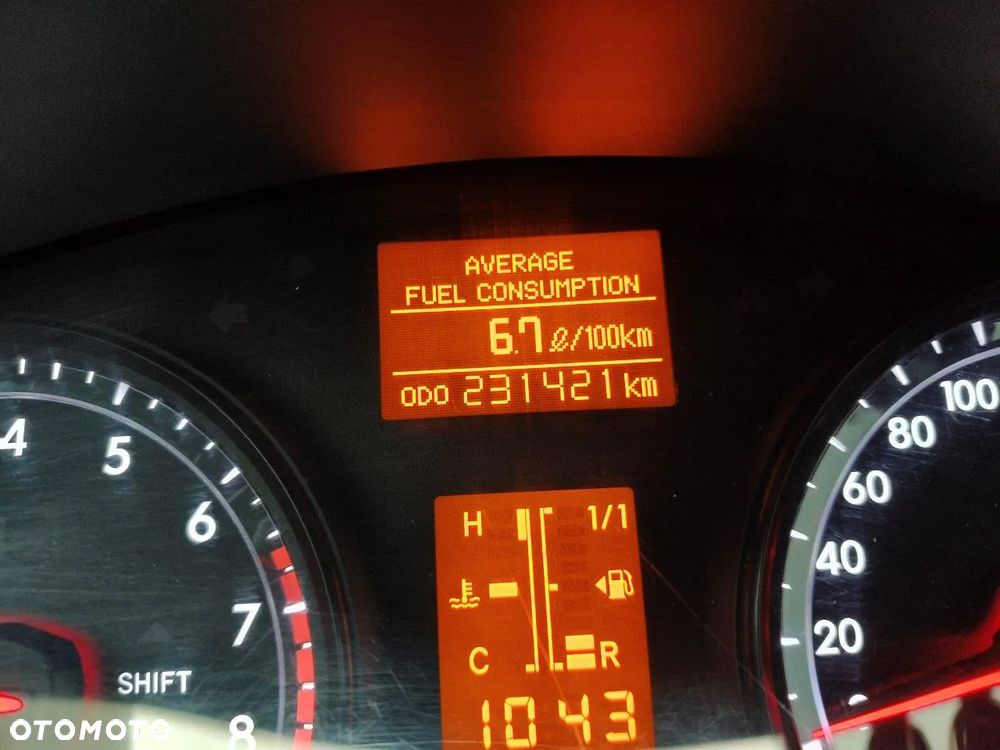 AVERAGE
FUEL CONSUMPTION
6.7 ℓ/100km
ODO 231421 km
4
5
6
7
8
SHIFT
H 1/1
C R
1043
100
80
60
40
20
OTOMOTO